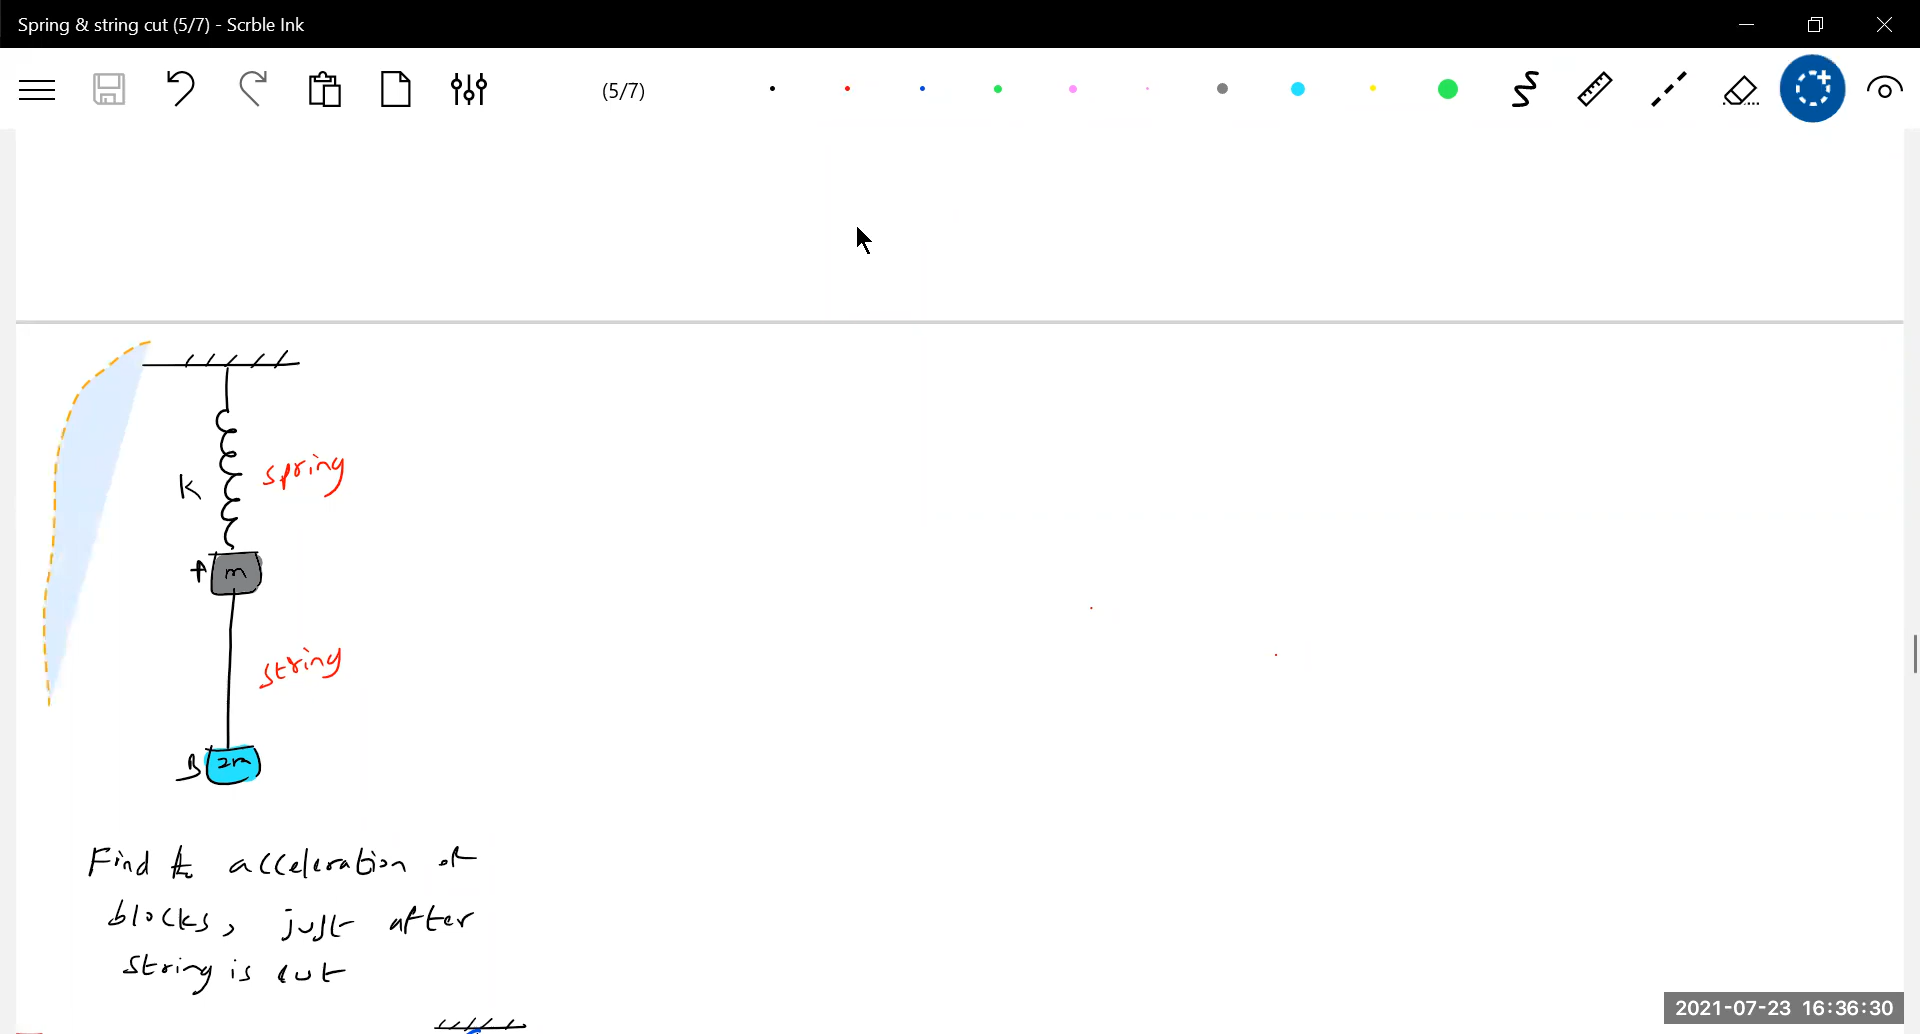 Spring & string cut (5/7) - Scrble Ink
(5/7)
spring
K
A m
string
B 2m
Find the acceleration of
blocks, just after
string is cut
2021-07-23 16:36:30